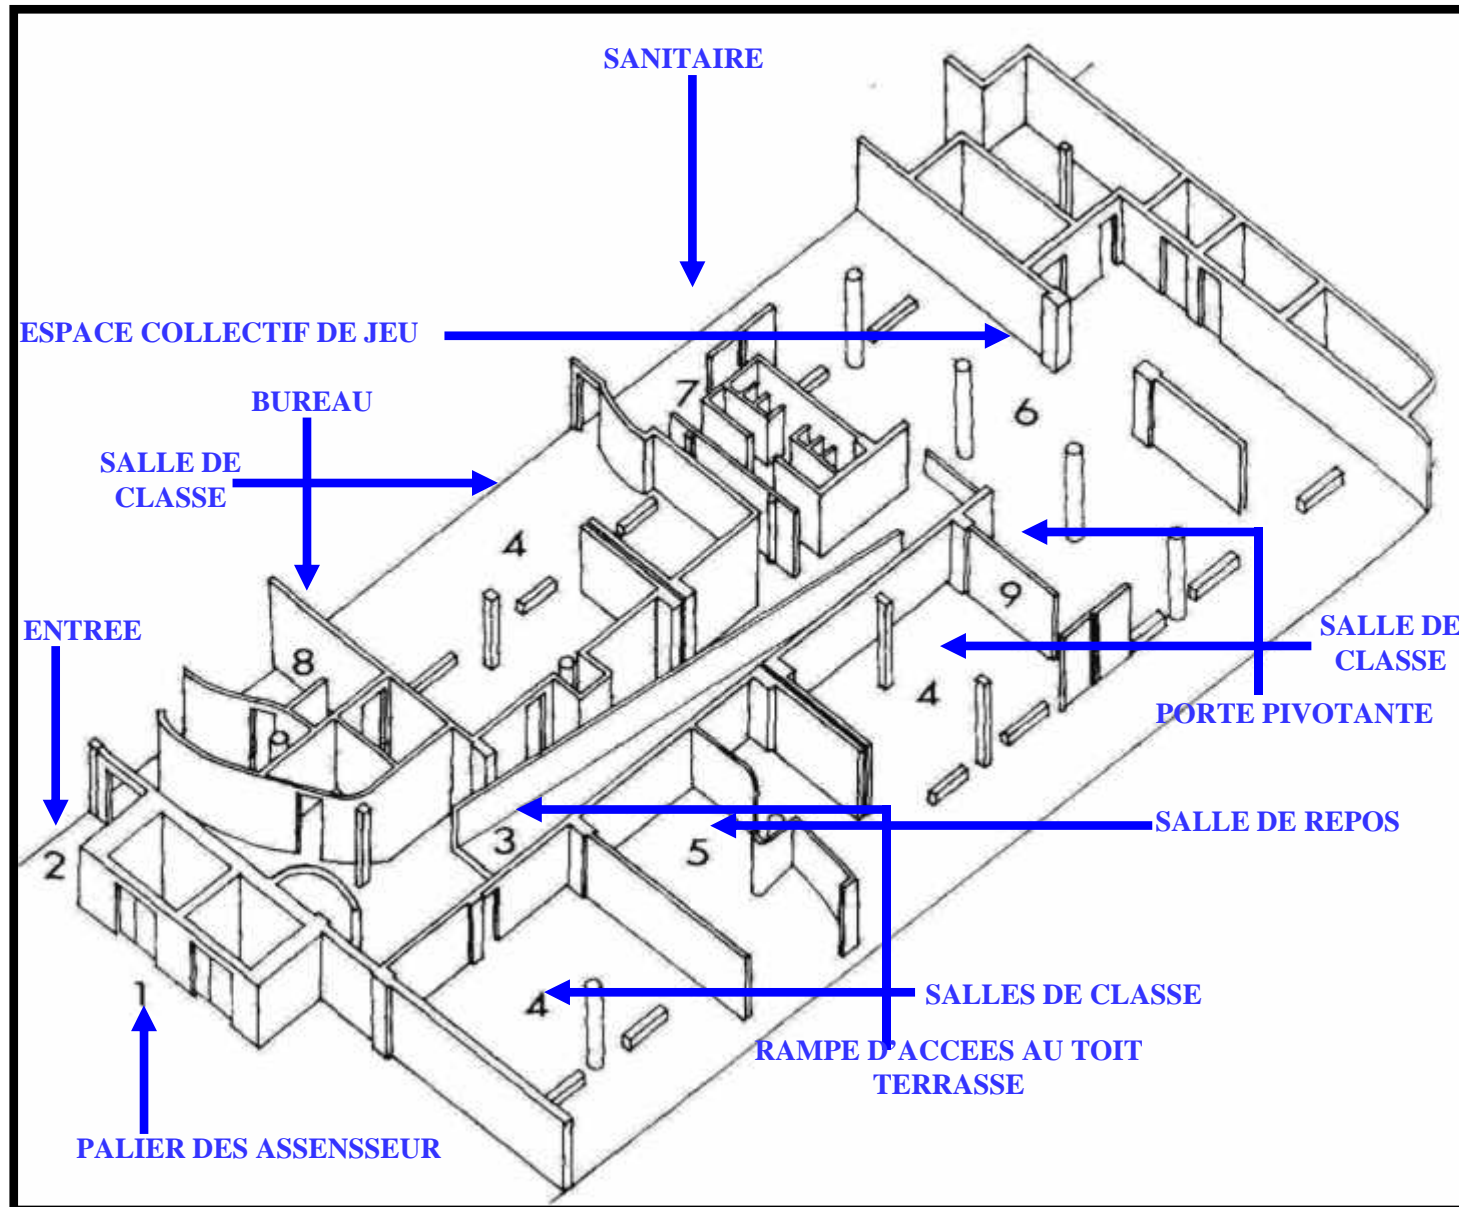 SANITAIRE
ESPACE COLLECTIF DE JEU
7
6
BUREAU
SALLE DE
CLASSE
4
9
ENTREE
SALLE DE
CLASSE
8
4
PORTE PIVOTANTE
SALLE DE REPOS
2
3
5
1
4
SALLES DE CLASSE
RAMPE D'ACCEES AU TOIT
TERRASSE
PALIER DES ASSENSSEUR